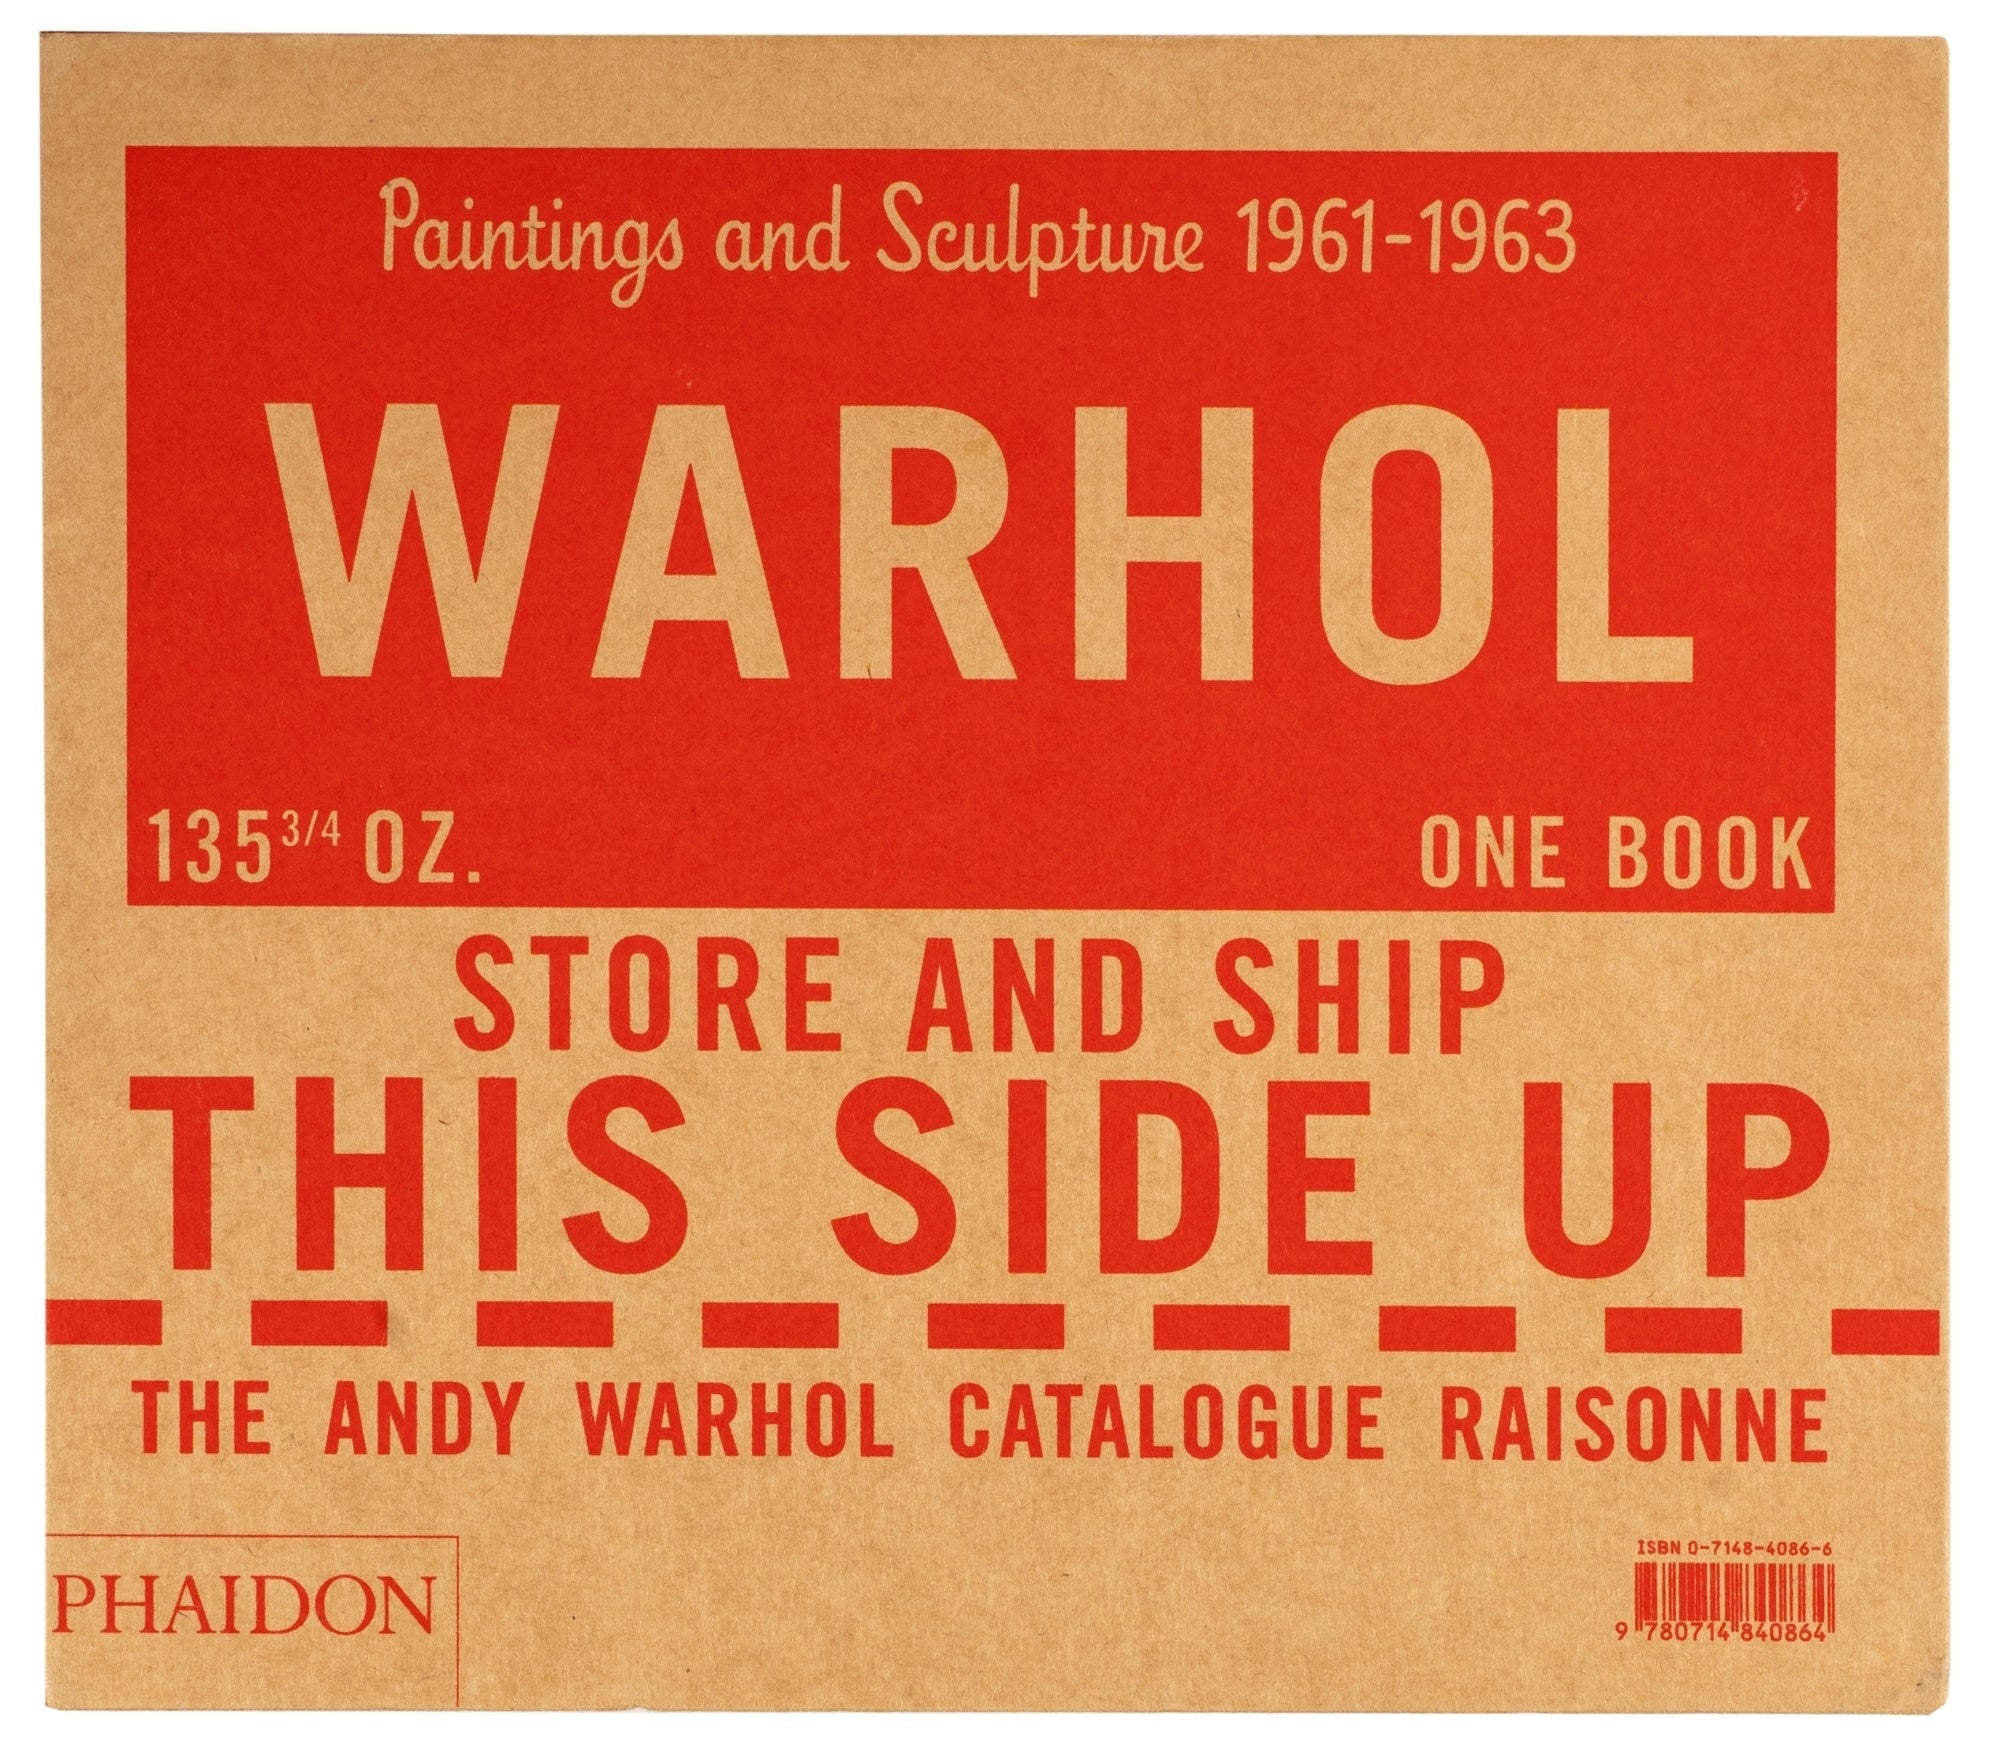 Paintings and Sculpture 1961-1963
WARHOL
135 3/4 OZ.
ONE BOOK
STORE AND SHIP
THIS SIDE UP
THE ANDY WARHOL CATALOGUE RAISONNE
PHAIDON
ISBN 0-7148-4086-6
9 780714 840864